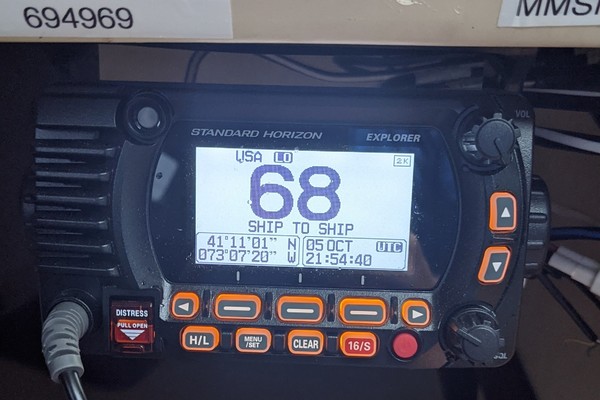 694969
MMSI
VOL
STANDARD HORIZON EXPLORER
USA LO 2K
68
SHIP TO SHIP
41°11'01" N 05 OCT UTC
073°07'20" W 21:54:40
DISTRESS
PULL OPEN
H/L MENU/SET CLEAR 16/S
SQL